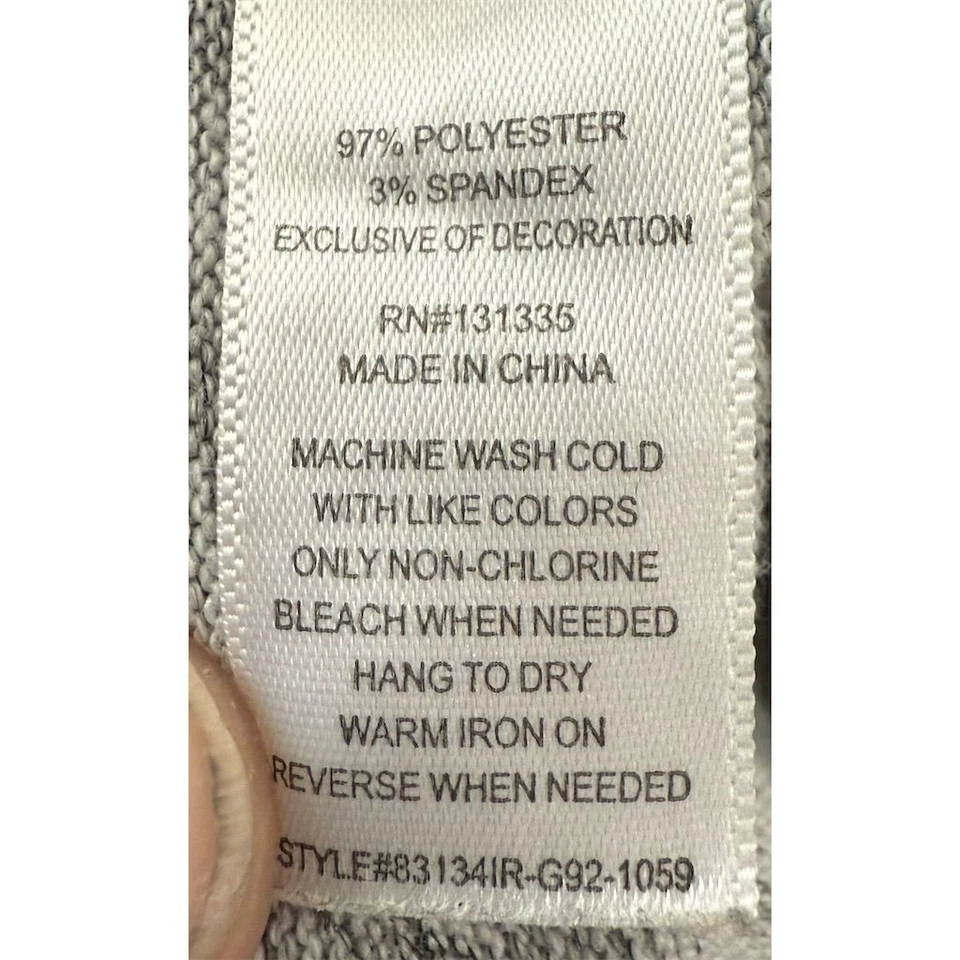 97% POLYESTER
3% SPANDEX
EXCLUSIVE OF DECORATION
RN#131335
MADE IN CHINA
MACHINE WASH COLD
WITH LIKE COLORS
ONLY NON-CHLORINE
BLEACH WHEN NEEDED
HANG TO DRY
WARM IRON ON
REVERSE WHEN NEEDED
STYLE#83134IR-G92-1059